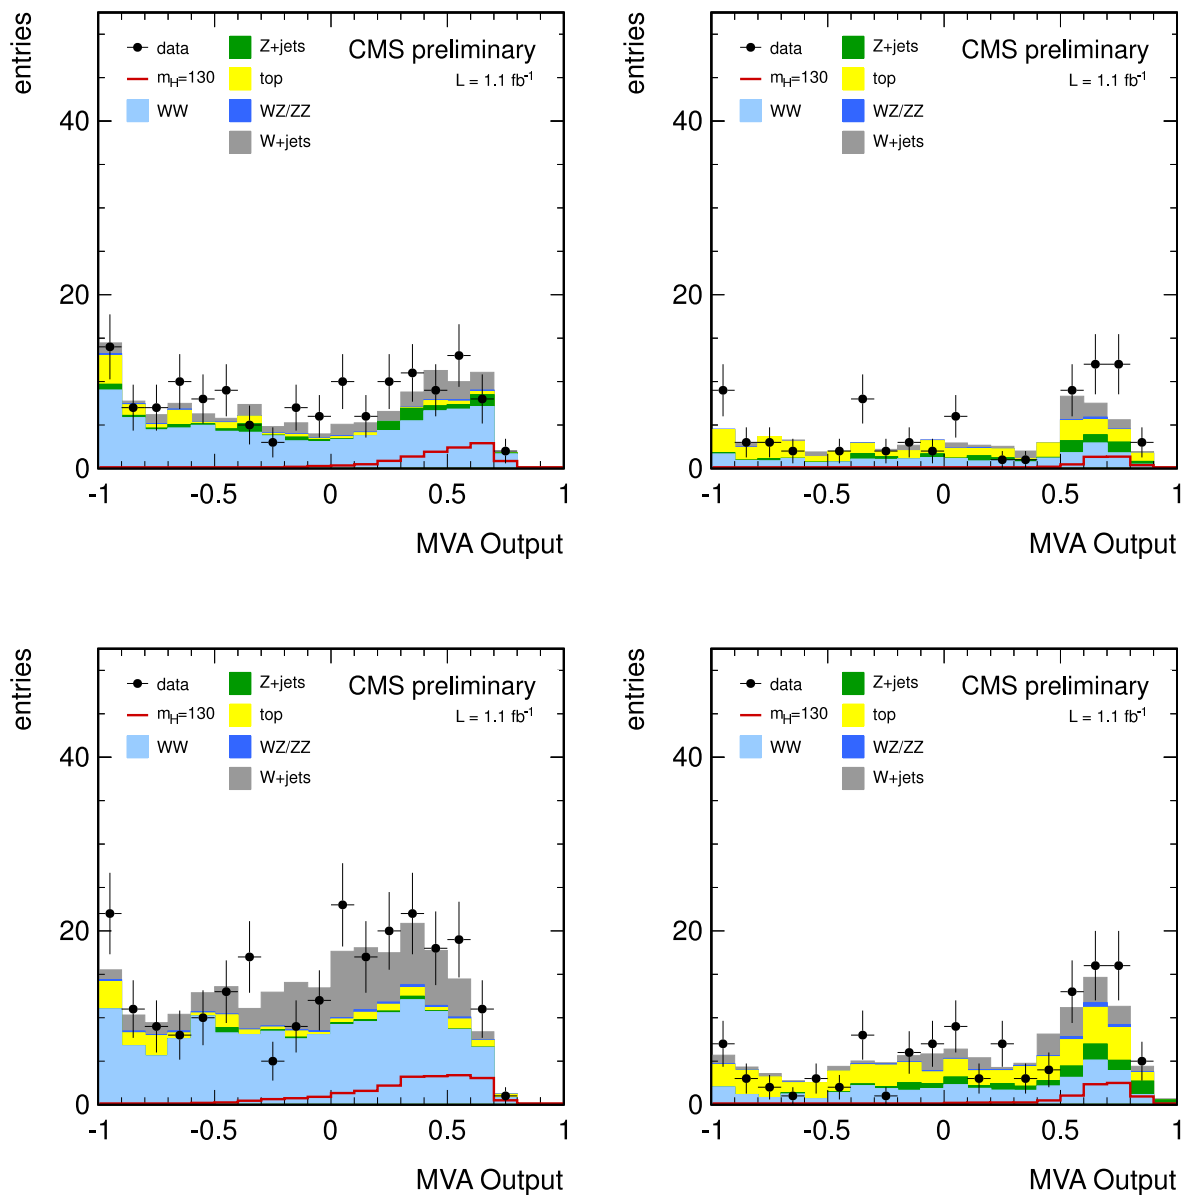 entries
data
Z+jets
CMS preliminary
m_H=130
top
L = 1.1 fb⁻¹
WW
WZ/ZZ
W+jets
40
20
0
-1 -0.5 0 0.5 1
MVA Output
entries
data
Z+jets
CMS preliminary
m_H=130
top
L = 1.1 fb⁻¹
WW
WZ/ZZ
W+jets
40
20
0
-1 -0.5 0 0.5 1
MVA Output
entries
data
Z+jets
CMS preliminary
m_H=130
top
L = 1.1 fb⁻¹
WW
WZ/ZZ
W+jets
40
20
0
-1 -0.5 0 0.5 1
MVA Output
entries
data
Z+jets
CMS preliminary
m_H=130
top
L = 1.1 fb⁻¹
WW
WZ/ZZ
W+jets
40
20
0
-1 -0.5 0 0.5 1
MVA Output